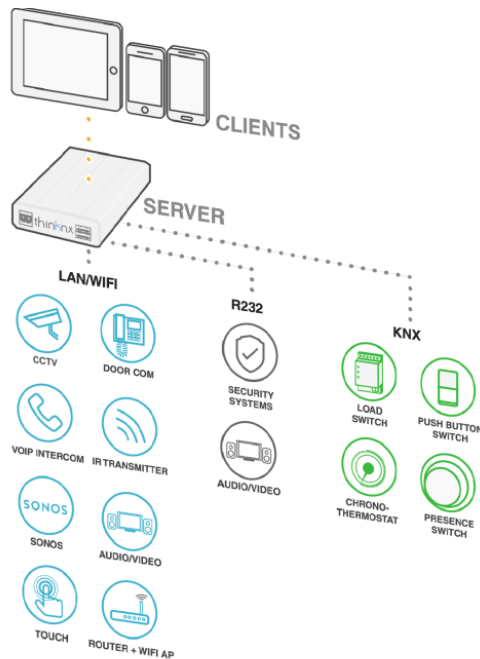 CLIENTS
thinknx
SERVER
LAN/WIFI
R232
KNX
CCTV
DOOR COM
SECURITY
SYSTEMS
LOAD
SWITCH
PUSH BUTTON
SWITCH
VOIP INTERCOM
IR TRANSMITTER
AUDIO/VIDEO
CHRONO-
THERMOSTAT
PRESENCE
SWITCH
SONOS
SONOS
AUDIO/VIDEO
TOUCH
ROUTER + WIFI AP